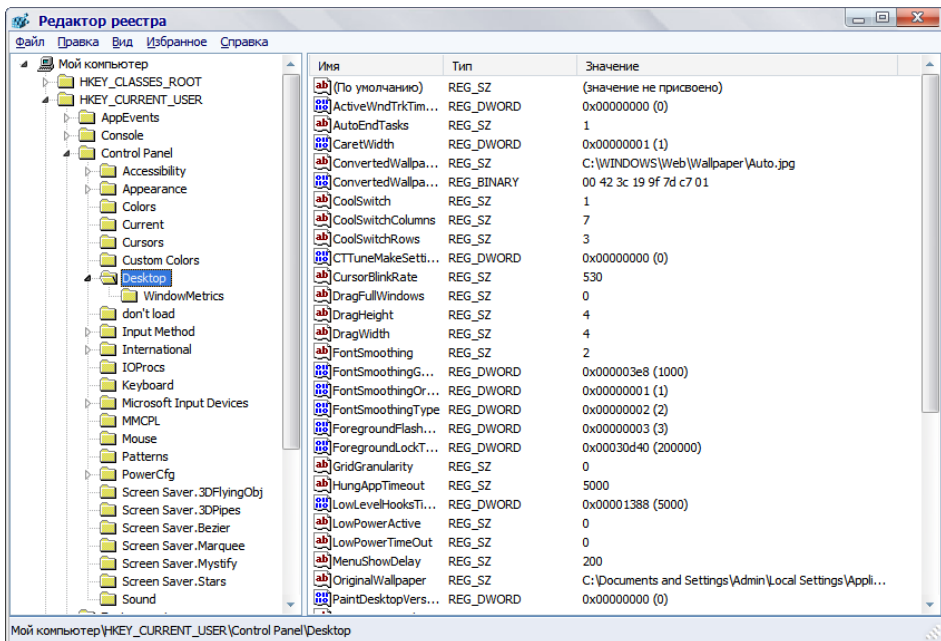 Редактор реестра
Файл Правка Вид Избранное Справка
Мой компьютер
HKEY_CLASSES_ROOT
HKEY_CURRENT_USER
AppEvents
Console
Control Panel
Accessibility
Appearance
Colors
Current
Cursors
Custom Colors
Desktop
WindowMetrics
don't load
Input Method
International
IOProcs
Keyboard
Microsoft Input Devices
MMCPL
Mouse
Patterns
PowerCfg
Screen Saver.3DFlyingObj
Screen Saver.3DPipes
Screen Saver.Bezier
Screen Saver.Marquee
Screen Saver.Mystify
Screen Saver.Stars
Sound
Имя Тип Значение
(По умолчанию) REG_SZ (значение не присвоено)
ActiveWndTrkTim... REG_DWORD 0x00000000 (0)
AutoEndTasks REG_SZ 1
CaretWidth REG_DWORD 0x00000001 (1)
ConvertedWallpa... REG_SZ C:\WINDOWS\Web\Wallpaper\Auto.jpg
ConvertedWallpa... REG_BINARY 00 42 3c 19 9f 7d c7 01
CoolSwitch REG_SZ 1
CoolSwitchColumns REG_SZ 7
CoolSwitchRows REG_SZ 3
CTTuneMakeSetti... REG_DWORD 0x00000000 (0)
CursorBlinkRate REG_SZ 530
DragFullWindows REG_SZ 0
DragHeight REG_SZ 4
DragWidth REG_SZ 4
FontSmoothing REG_SZ 2
FontSmoothingG... REG_DWORD 0x000003e8 (1000)
FontSmoothingOr... REG_DWORD 0x00000001 (1)
FontSmoothingType REG_DWORD 0x00000002 (2)
ForegroundFlash... REG_DWORD 0x00000003 (3)
ForegroundLockT... REG_DWORD 0x00030d40 (200000)
GridGranularity REG_SZ 0
HungAppTimeout REG_SZ 5000
LowLevelHooksTi... REG_DWORD 0x00001388 (5000)
LowPowerActive REG_SZ 0
LowPowerTimeOut REG_SZ 0
MenuShowDelay REG_SZ 200
OriginalWallpaper REG_SZ C:\Documents and Settings\Admin\Local Settings\Appli...
PaintDesktopVers... REG_DWORD 0x00000000 (0)
Мой компьютер\HKEY_CURRENT_USER\Control Panel\Desktop